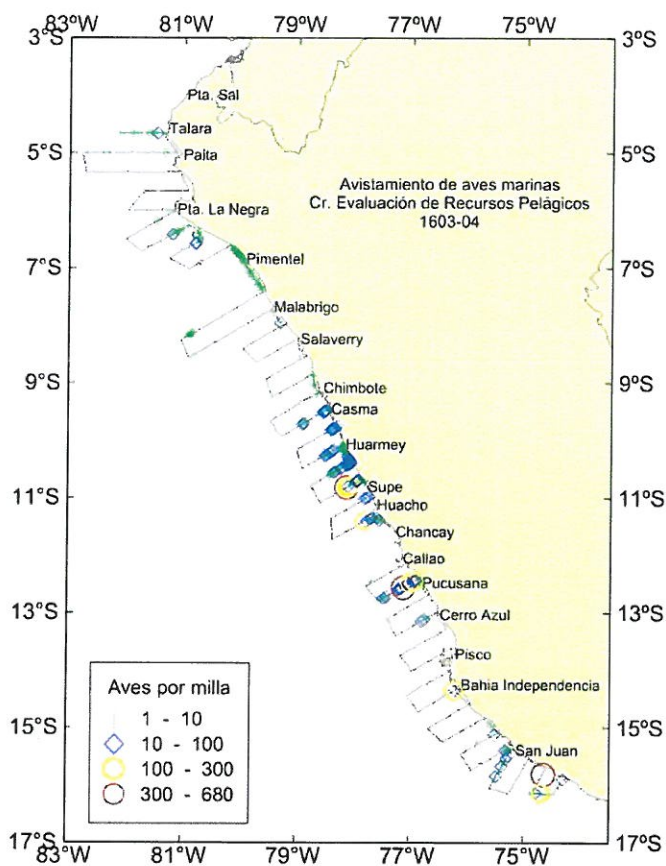 83°W 81°W 79°W 77°W 75°W
3°S 3°S
Pta. Sal
Talara
5°S Paita 5°S
Avistamiento de aves marinas
Cr. Evaluación de Recursos Pelágicos
1603-04
Pta. La Negra
7°S Pimentel 7°S
Malabrigo
Salaverry
9°S Chimbote 9°S
Casma
Huarmey
11°S Supe 11°S
Huacho
Chancay
Callao
Pucusana
13°S Cerro Azul 13°S
Pisco
Bahia Independencia
15°S San Juan 15°S
Aves por milla
1 - 10
10 - 100
100 - 300
300 - 680
17°S 17°S
83°W 81°W 79°W 77°W 75°W